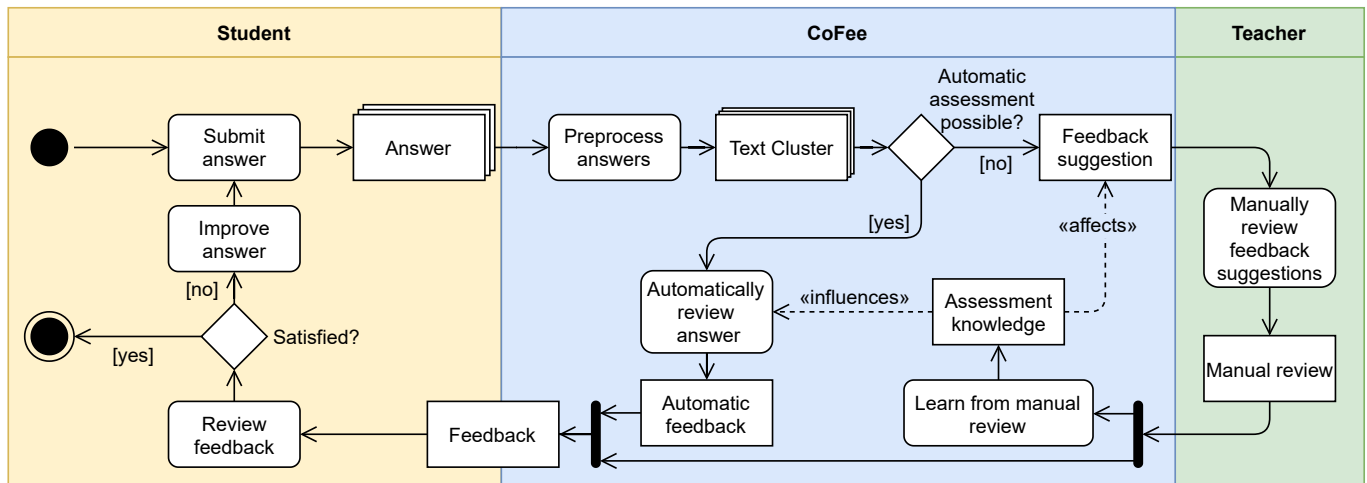 Student
CoFee
Teacher
Submit
answer
Answer
Preprocess
answers
Text Cluster
Automatic
assessment
possible?
[no]
[yes]
Feedback
suggestion
Manually
review
feedback
suggestions
Improve
answer
[no]
Satisfied?
[yes]
«affects»
«influences»
Automatically
review
answer
Assessment
knowledge
Manual review
Review
feedback
Feedback
Automatic
feedback
Learn from manual
review